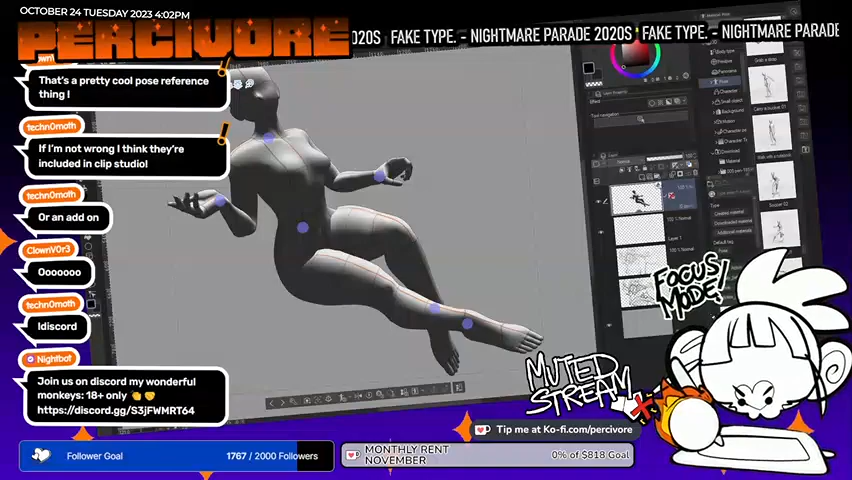 OCTOBER 24 TUESDAY 2023 4:02PM
PERCIVORE
2020S FAKE TYPE. - NIGHTMARE PARADE 2020S FAKE TYPE. - NIGHTMARE PARADE
That's a pretty cool pose reference
thing I
techn0moth
If I'm not wrong I think they're
included in clip studio!
techn0moth
Or an add on
ClownV0r3
Ooooooo
techn0moth
!discord
Nightbot
Join us on discord my wonderful
monkeys: 18+ only
https://discord.gg/S3jFWMRT64
FOCUS
MODE!
MUTED
STREAM
Tip me at Ko-fi.com/percivore
Follower Goal
1767 / 2000 Followers
MONTHLY RENT
NOVEMBER
0% of $818 Goal